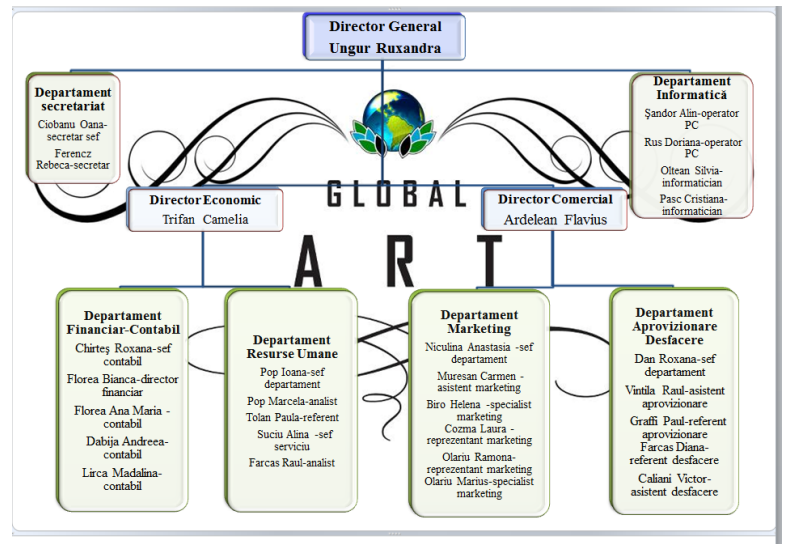 Director General
Ungur Ruxandra
Departament
secretariat
Ciobanu Oana-
secretar sef
Ferencz
Rebeca-secretar
Departament
Informatică
Şandor Alin-operator
PC
Rus Doriana-operator
PC
Oltean Silvia-
informatician
Pasc Cristiana-
informatician
GLOBAL
ART
Director Economic
Trifan Camelia
Director Comercial
Ardelean Flavius
Departament
Financiar-Contabil
Chirteş Roxana-sef
contabil
Florea Bianca-director
financiar
Florea Ana Maria -
contabil
Dabija Andreea-
contabil
Lirca Madalina-
contabil
Departament
Resurse Umane
Pop Ioana-sef
departament
Pop Marcela-analist
Tolan Paula-referent
Suciu Alina -sef
serviciu
Farcas Raul-analist
Departament
Marketing
Niculina Anastasia -sef
departament
Muresan Carmen -
asistent marketing
Biro Helena -specialist
marketing
Cozma Laura -
reprezentant marketing
Olariu Ramona-
reprezentant marketing
Olariu Marius-specialist
marketing
Departament
Aprovizionare
Desfacere
Dan Roxana-sef
departament
Vintila Raul-asistent
aprovizionare
Graffi Paul-referent
aprovizionare
Farcas Diana-
referent desfacere
Caliani Victor-
asistent desfacere